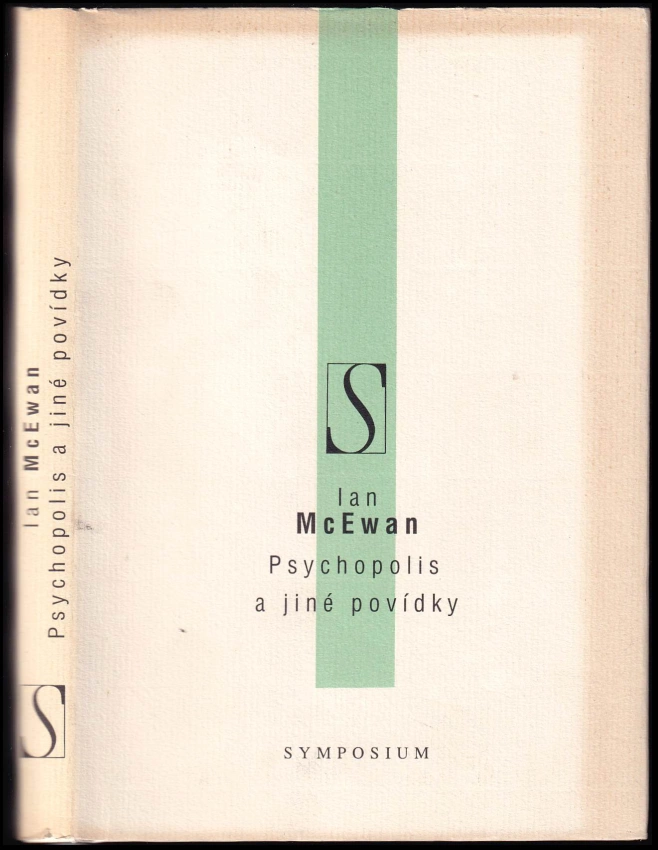 Ian McEwan
Psychopolis a jiné povídky
S
S
Ian
McEwan
Psychopolis
a jiné povídky
SYMPOSIUM